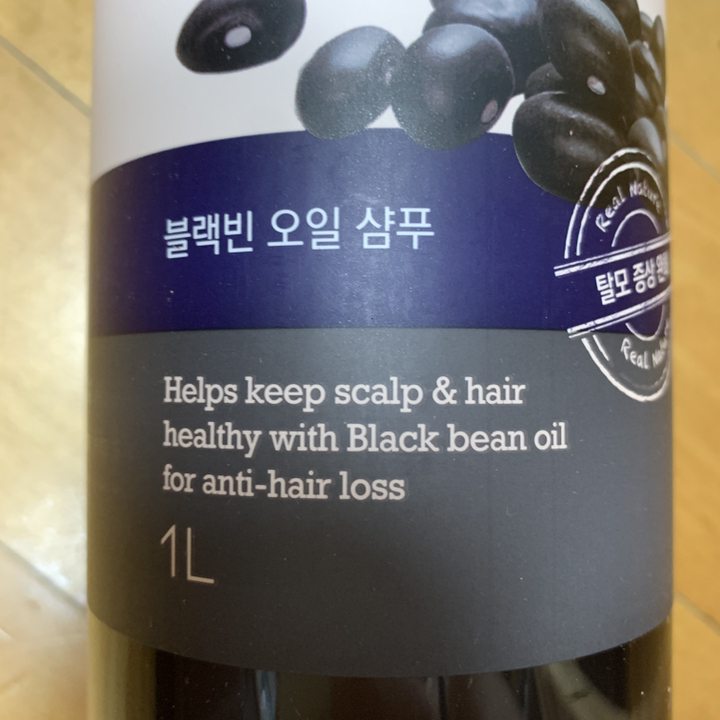 블랙빈 오일 샴푸
Real Nature
탈모 증상
Real
Helps keep scalp & hair
healthy with Black bean oil
for anti-hair loss
1L